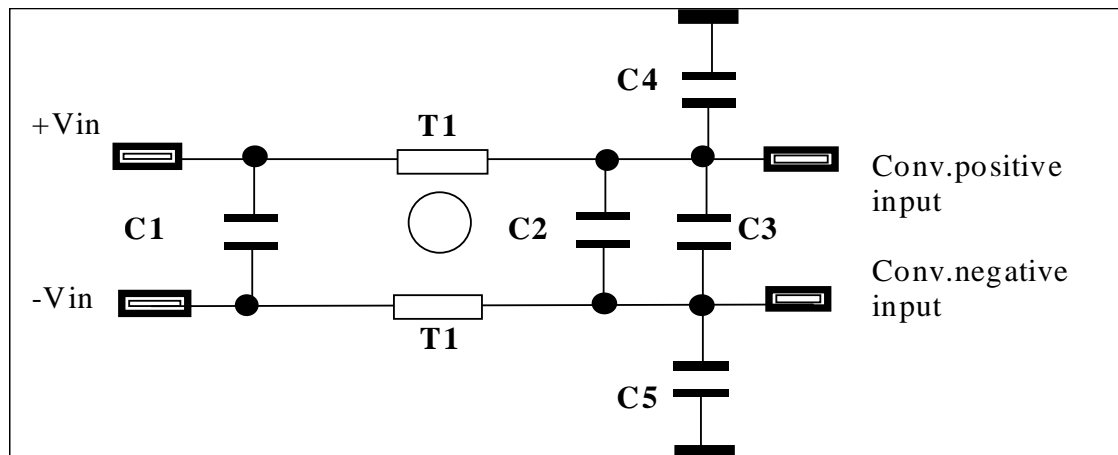 C4
+Vin
T1
Conv.positive
input
C1
C2
C3
-Vin
Conv.negative
input
T1
C5